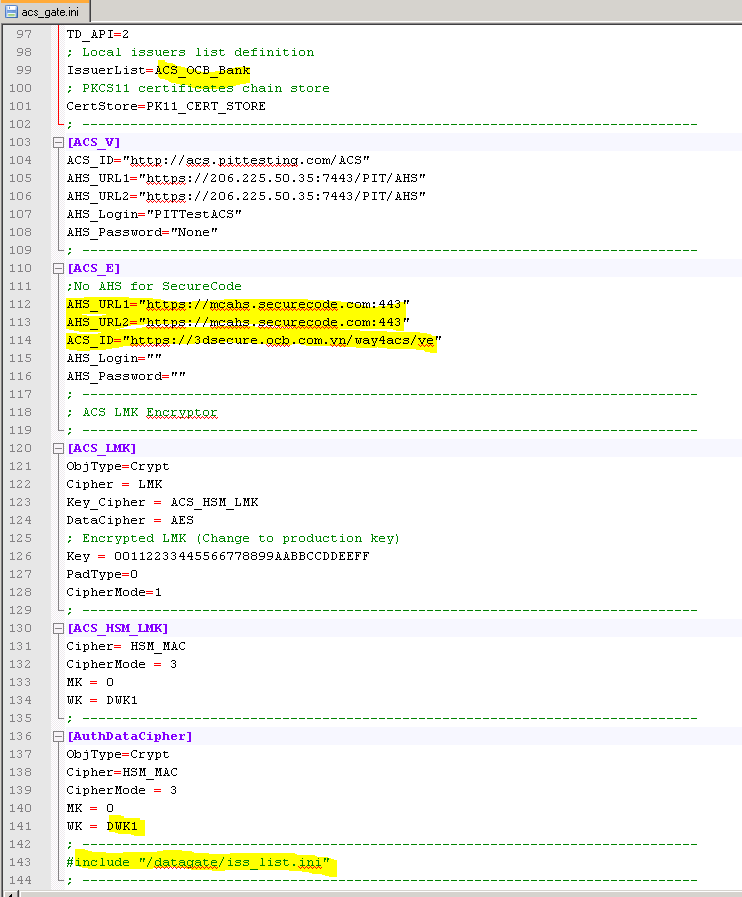 acs_gate.ini
97 TD_API=2
98 ; Local issuers list definition
99 IssuerList=ACS_OCB_Bank
100 ; PKCS11 certificates chain store
101 CertStore=PK11_CERT_STORE
102 ; ----------------------------------------------------------------------
103 [ACS_V]
104 ACS_ID="http://acs.pittesting.com/ACS"
105 AHS_URL1="https://206.225.50.35:7443/PIT/AHS"
106 AHS_URL2="https://206.225.50.35:7443/PIT/AHS"
107 AHS_Login="PITTestACS"
108 AHS_Password="None"
109 ; ----------------------------------------------------------------------
110 [ACS_E]
111 ;No AHS for SecureCode
112 AHS_URL1="https://mcahs.securecode.com:443"
113 AHS_URL2="https://mcahs.securecode.com:443"
114 ACS_ID="https://3dsecure.ocb.com.vn/way4acs/ye"
115 AHS_Login=""
116 AHS_Password=""
117 ; ----------------------------------------------------------------------
118 ; ACS LMK Encryptor
119 ; ----------------------------------------------------------------------
120 [ACS_LMK]
121 ObjType=Crypt
122 Cipher = LMK
123 Key_Cipher = ACS_HSM_LMK
124 DataCipher = AES
125 ; Encrypted LMK (Change to production key)
126 Key = 00112233445566778899AABBCCDDEEFF
127 PadType=0
128 CipherMode=1
129 ; ----------------------------------------------------------------------
130 [ACS_HSM_LMK]
131 Cipher= HSM_MAC
132 CipherMode = 3
133 MK = 0
134 WK = DWK1
135 ; ----------------------------------------------------------------------
136 [AuthDataCipher]
137 ObjType=Crypt
138 Cipher=HSM_MAC
139 CipherMode = 3
140 MK = 0
141 WK = DWK1
142 ; ----------------------------------------------------------------------
143 #include "/datagate/iss_list.ini"
144 ; ----------------------------------------------------------------------